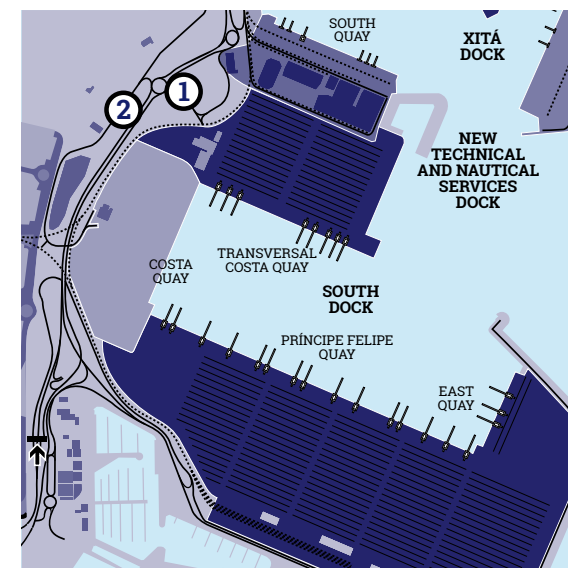 SOUTH
QUAY
XITÁ
DOCK
1
2
NEW
TECHNICAL
AND NAUTICAL
SERVICES
DOCK
TRANSVERSAL
COSTA QUAY
COSTA
QUAY
SOUTH
DOCK
PRÍNCIPE FELIPE
QUAY
EAST
QUAY